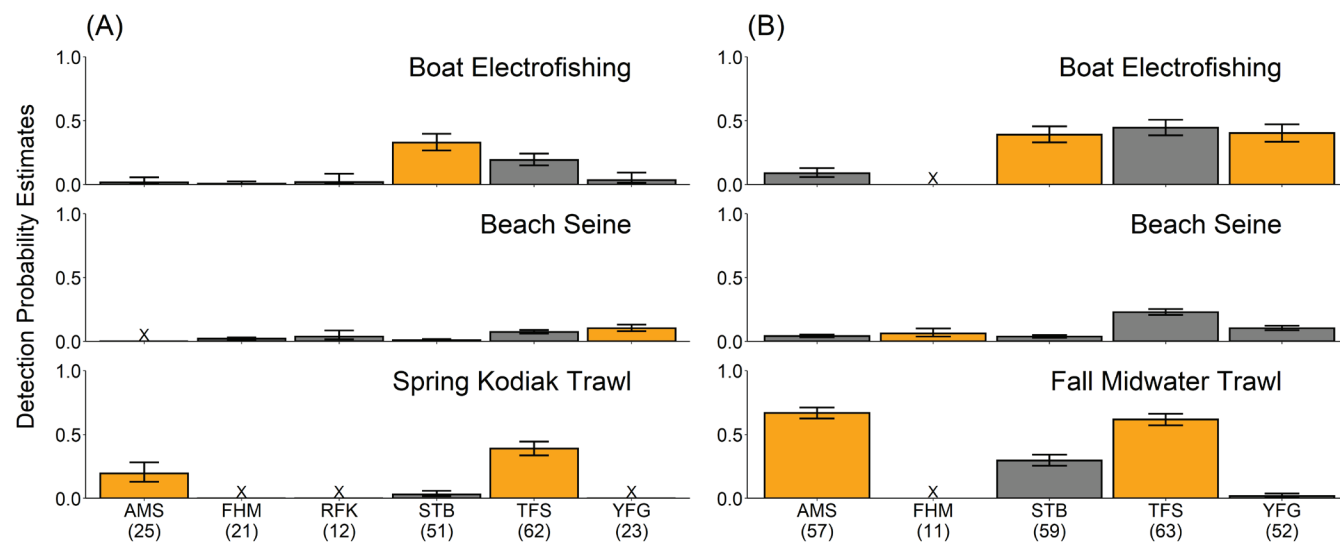 (A)
Boat Electrofishing
1.0
0.5
0.0
Beach Seine
1.0
0.5
0.0
X
Spring Kodiak Trawl
1.0
0.5
0.0
X X X
AMS FHM RFK STB TFS YFG
(25) (21) (12) (51) (62) (23)
Detection Probability Estimates
(B)
Boat Electrofishing
1.0
0.5
0.0
X
Beach Seine
1.0
0.5
0.0
Fall Midwater Trawl
1.0
0.5
0.0
X
AMS FHM STB TFS YFG
(57) (11) (59) (63) (52)